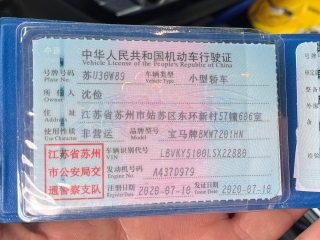 中华人民共和国机动车行驶证
Vehicle License of the People's Republic of China
号牌号码 苏U30W89 车辆类型 小型轿车
Plate No. Vehicle Type
所有人 沈俭
Owner
住址 江苏省苏州市姑苏区东环新村57幢606室
Address
使用性质 非营运 品牌型号 宝马牌BMW7201HN
Use Character Model
江苏省苏州市公安局交通警察支队
车辆识别代号 LBVKY5100LSX22880
VIN
发动机号码 A437D979
Engine No.
注册日期 2020-07-10 发证日期 2020-07-10
Register Date Issue Date